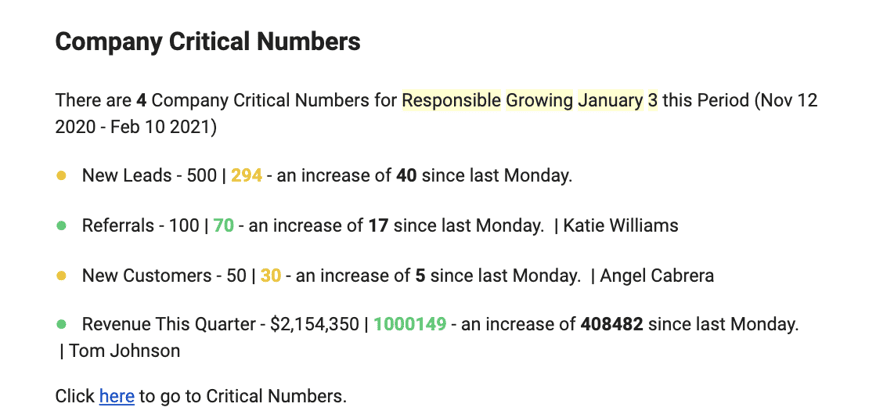 Company Critical Numbers
There are 4 Company Critical Numbers for Responsible Growing January 3 this Period (Nov 12
2020 - Feb 10 2021)
New Leads - 500 | 294 - an increase of 40 since last Monday.
Referrals - 100 | 70 - an increase of 17 since last Monday. | Katie Williams
New Customers - 50 | 30 - an increase of 5 since last Monday. | Angel Cabrera
Revenue This Quarter - $2,154,350 | 1000149 - an increase of 408482 since last Monday.
| Tom Johnson
Click here to go to Critical Numbers.